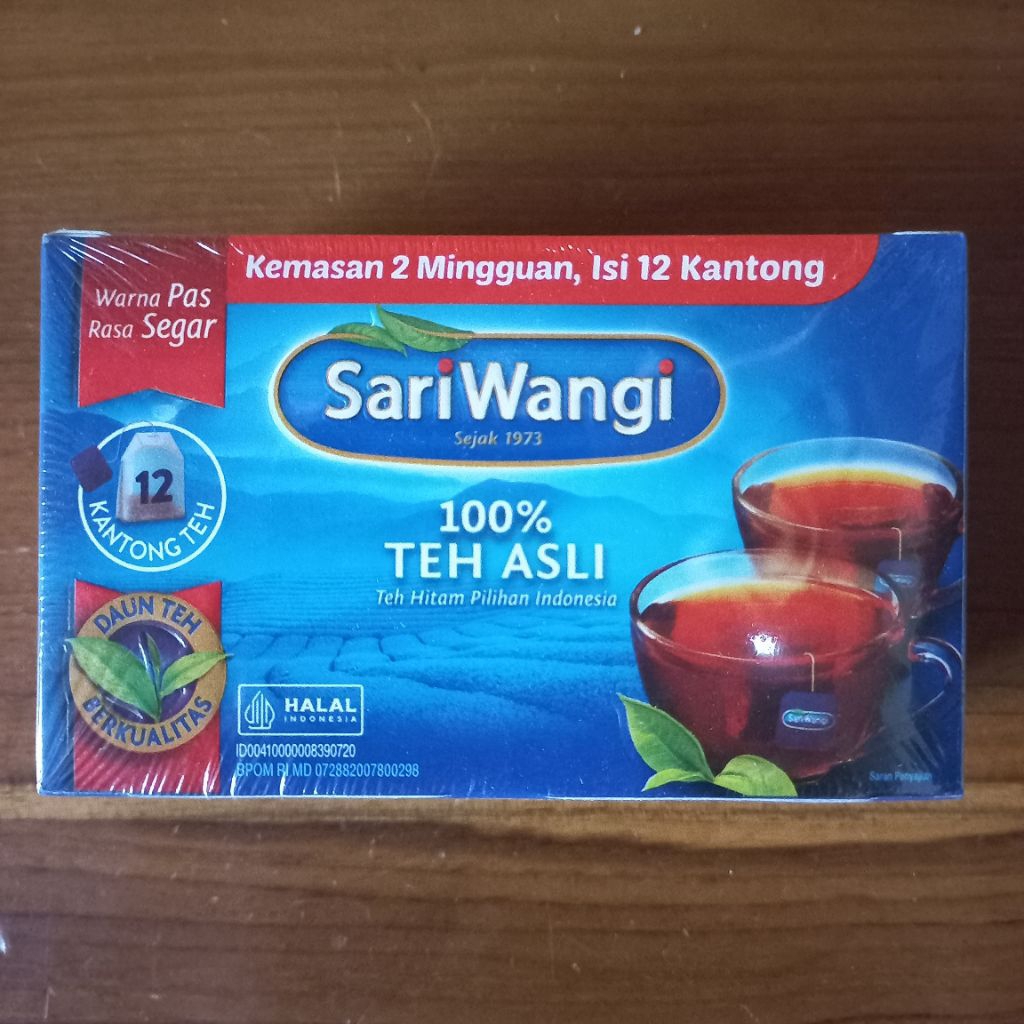 Kemasan 2 Mingguan, Isi 12 Kantong
Warna Pas
Rasa Segar
SariWangi
Sejak 1973
12
KANTONG TEH
100%
TEH ASLI
Teh Hitam Pilihan Indonesia
DAUN TEH
BERKUALITAS
HALAL
INDONESIA
ID00410000008390720
BPOM RI MD 072882007800298
SariWangi
Saran Penyajian